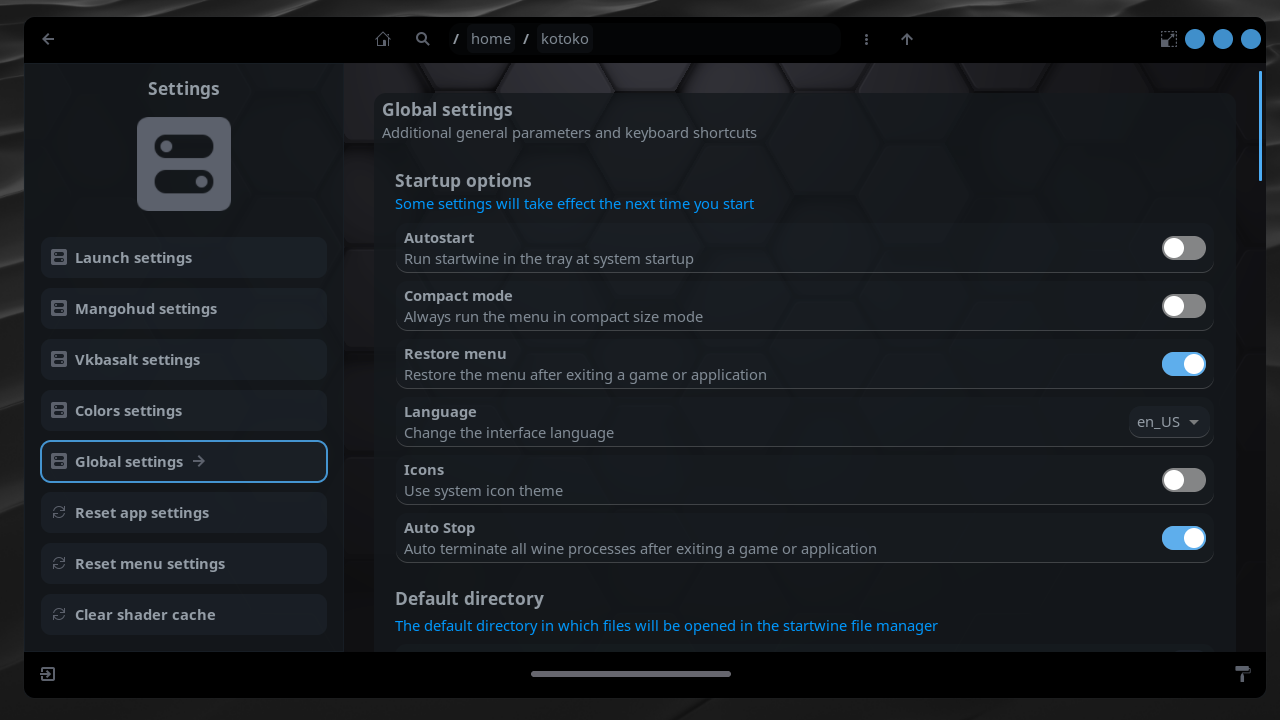 / home / kotoko
Settings
Launch settings
Mangohud settings
Vkbasalt settings
Colors settings
Global settings
Reset app settings
Reset menu settings
Clear shader cache
Global settings
Additional general parameters and keyboard shortcuts
Startup options
Some settings will take effect the next time you start
Autostart
Run startwine in the tray at system startup
Compact mode
Always run the menu in compact size mode
Restore menu
Restore the menu after exiting a game or application
Language
Change the interface language
en_US
Icons
Use system icon theme
Auto Stop
Auto terminate all wine processes after exiting a game or application
Default directory
The default directory in which files will be opened in the startwine file manager